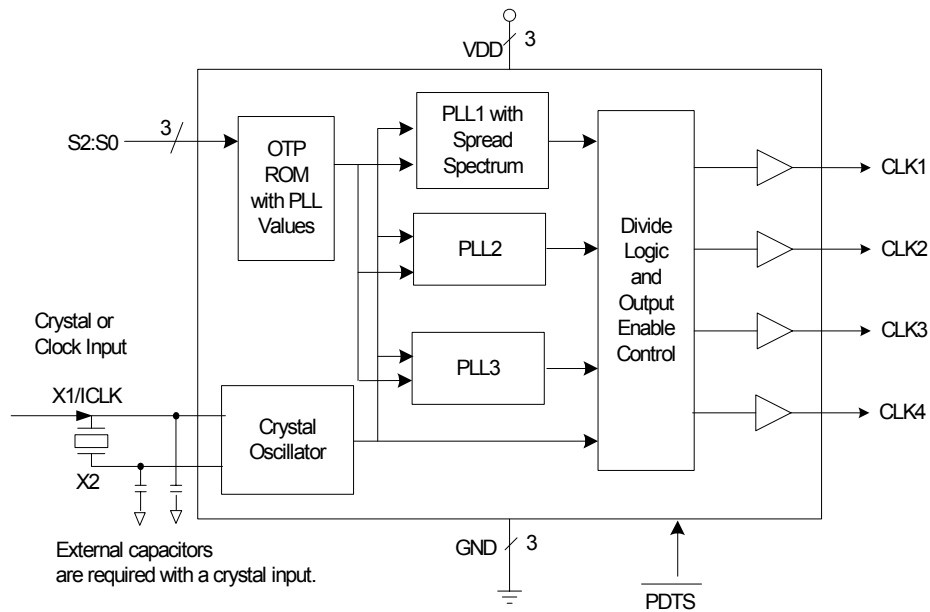 VDD
3
S2:S0
3
OTP
ROM
with PLL
Values
PLL1 with
Spread
Spectrum
PLL2
PLL3
Divide
Logic
and
Output
Enable
Control
CLK1
CLK2
CLK3
CLK4
Crystal or
Clock Input
X1/ICLK
X2
Crystal
Oscillator
External capacitors
are required with a crystal input.
GND
3
PDTS